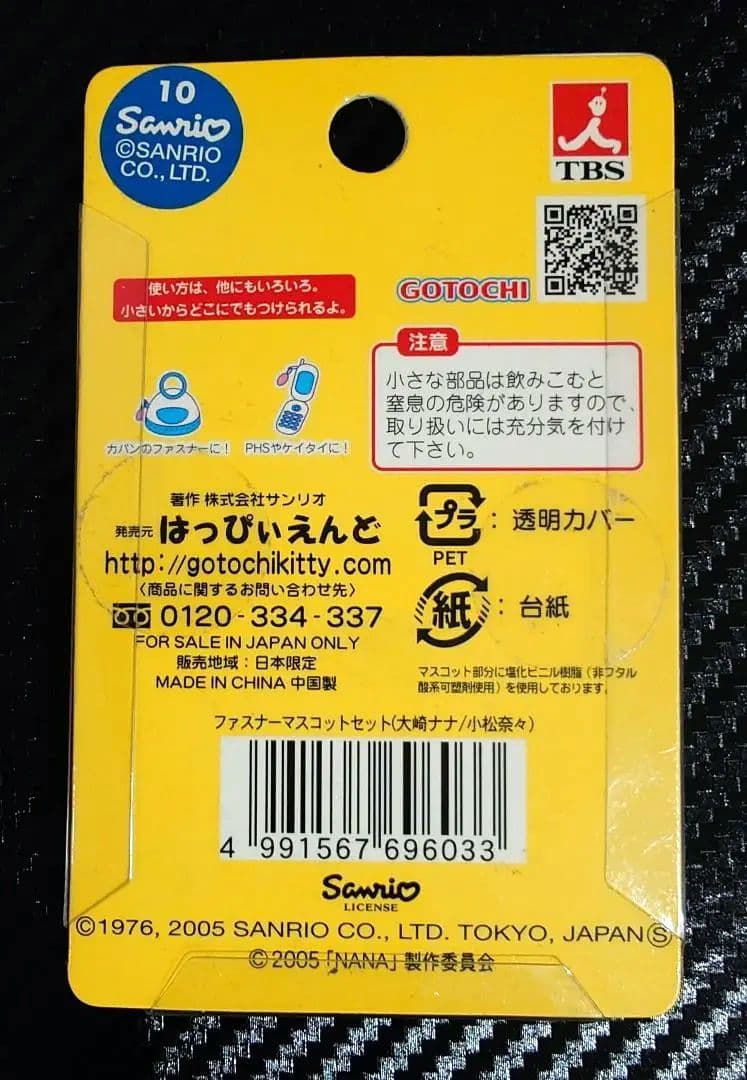 10
Sanrio
©SANRIO
CO., LTD.
TBS
使い方は、他にもいろいろ。
小さいからどこにでもつけられるよ。
GOTOCHI
注意
小さな部品は飲みこむと
窒息の危険がありますので、
取り扱いには充分気を付け
て下さい。
カバンのファスナーに!
PHSやケイタイに!
著作 株式会社サンリオ
発売元 はっぴぃえんど
http://gotochikitty.com
〈商品に関するお問い合わせ先〉
0120-334-337
FOR SALE IN JAPAN ONLY
販売地域:日本限定
MADE IN CHINA 中国製
プラ : 透明カバー
PET
紙 : 台紙
マスコット部分に塩化ビニル樹脂(非フタル
酸系可塑剤使用)を使用しております。
ファスナーマスコットセット(大崎ナナ/小松奈々)
4 991567 696033
Sanrio
LICENSE
©1976, 2005 SANRIO CO., LTD. TOKYO, JAPAN Ⓢ
©2005「NANA」製作委員会